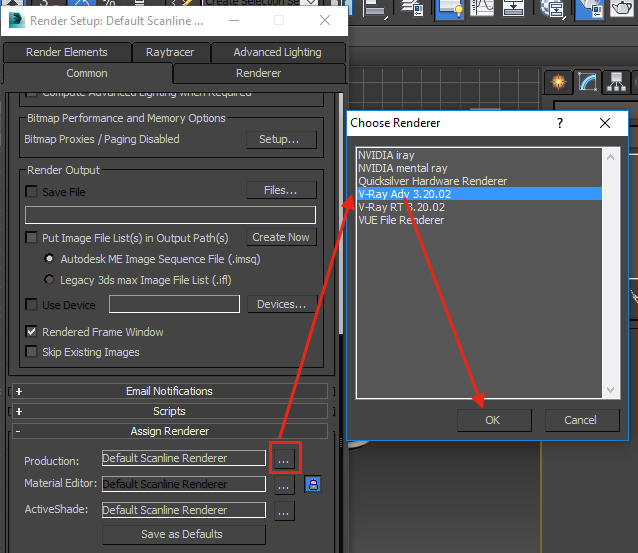 Create Selection Se
Render Setup: Default Scanline ...
Render Elements
Raytracer
Advanced Lighting
Common
Renderer
Compute Advanced Lighting when Required
Bitmap Performance and Memory Options
Bitmap Proxies / Paging Disabled
Setup...
Render Output
Save File
Files...
Put Image File List(s) in Output Path(s)
Create Now
Autodesk ME Image Sequence File (.imsq)
Legacy 3ds max Image File List (.ifl)
Use Device
Devices...
Rendered Frame Window
Skip Existing Images
+ Email Notifications
+ Scripts
- Assign Renderer
Production:
Default Scanline Renderer
...
Material Editor:
Default Scanline Renderer
...
ActiveShade:
Default Scanline Renderer
...
Save as Defaults
Choose Renderer
?
NVIDIA iray
NVIDIA mental ray
Quicksilver Hardware Renderer
V-Ray Adv 3.20.02
V-Ray RT 3.20.02
VUE File Renderer
OK
Cancel